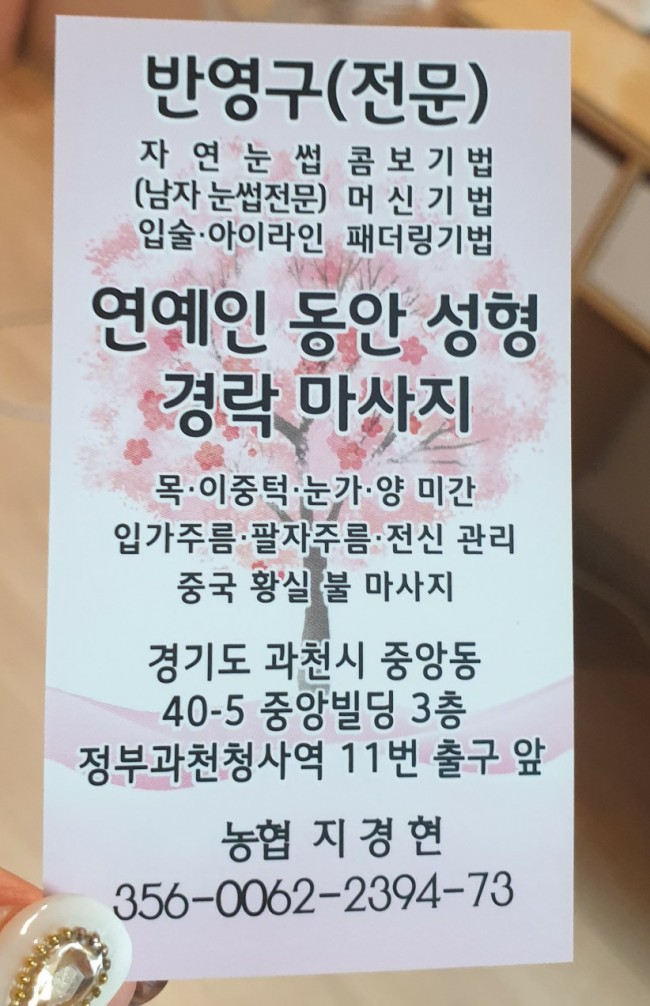 반영구(전문)
자연눈썹 콤보기법
(남자 눈썹전문) 머신기법
입술·아이라인 패더링기법
연예인 동안 성형
경락 마사지
목·이중턱·눈가·양 미간
입가주름·팔자주름·전신 관리
중국 황실 불 마사지
경기도 과천시 중앙동
40-5 중앙빌딩 3층
정부과천청사역 11번 출구 앞
농협 지경현
356-0062-2394-73